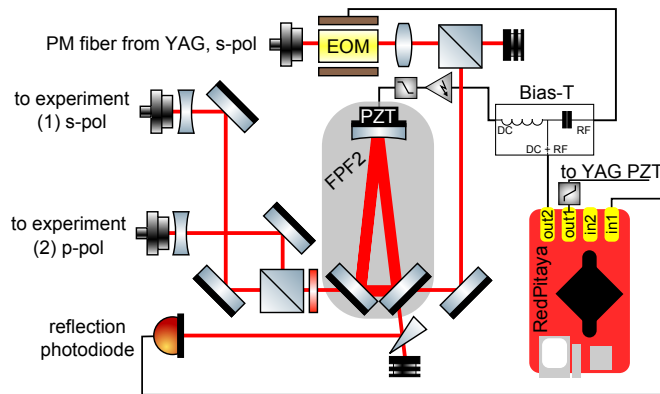 PM fiber from YAG, s-pol
EOM
to experiment
(1) s-pol
PZT
FPF2
Bias-T
DC
RF
DC + RF
to YAG PZT
out2
out1
in2
in1
RedPitaya
to experiment
(2) p-pol
reflection
photodiode